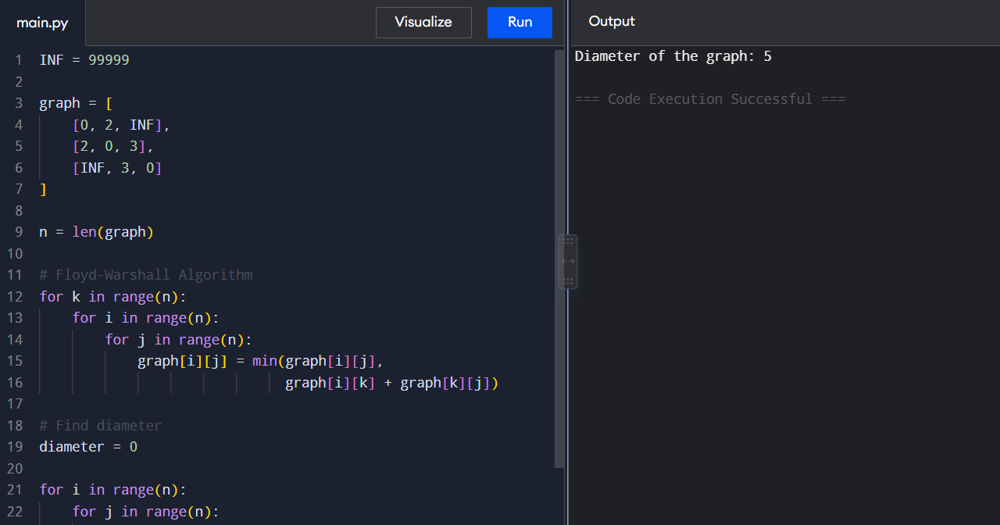 main.py
Visualize
Run
Output
1 INF = 99999
2
3 graph = [
4     [0, 2, INF],
5     [2, 0, 3],
6     [INF, 3, 0]
7 ]
8
9 n = len(graph)
10
11 # Floyd-Warshall Algorithm
12 for k in range(n):
13     for i in range(n):
14         for j in range(n):
15             graph[i][j] = min(graph[i][j],
16                               graph[i][k] + graph[k][j])
17
18 # Find diameter
19 diameter = 0
20
21 for i in range(n):
22     for j in range(n):
Diameter of the graph: 5
=== Code Execution Successful ===